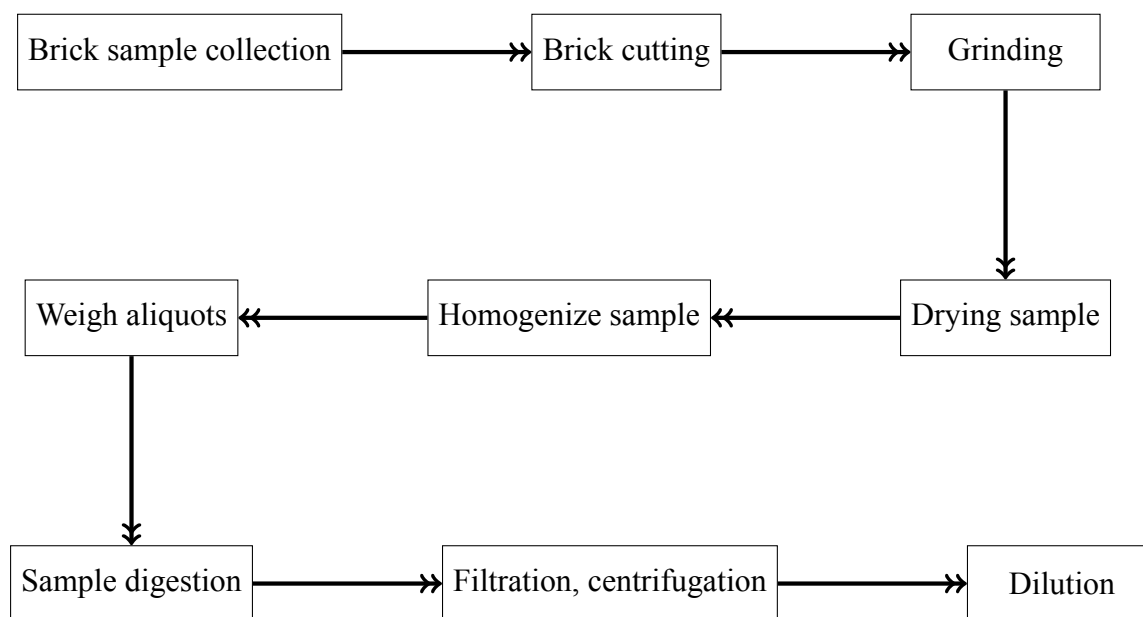 Brick sample collection
Brick cutting
Grinding
Drying sample
Homogenize sample
Weigh aliquots
Sample digestion
Filtration, centrifugation
Dilution